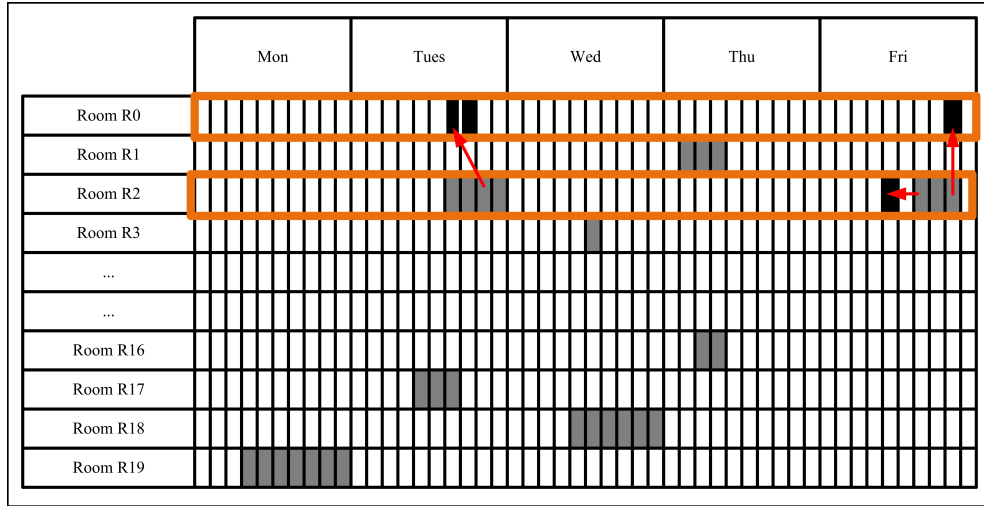 Mon Tues Wed Thu Fri
Room R0
Room R1
Room R2
Room R3
...
...
Room R16
Room R17
Room R18
Room R19